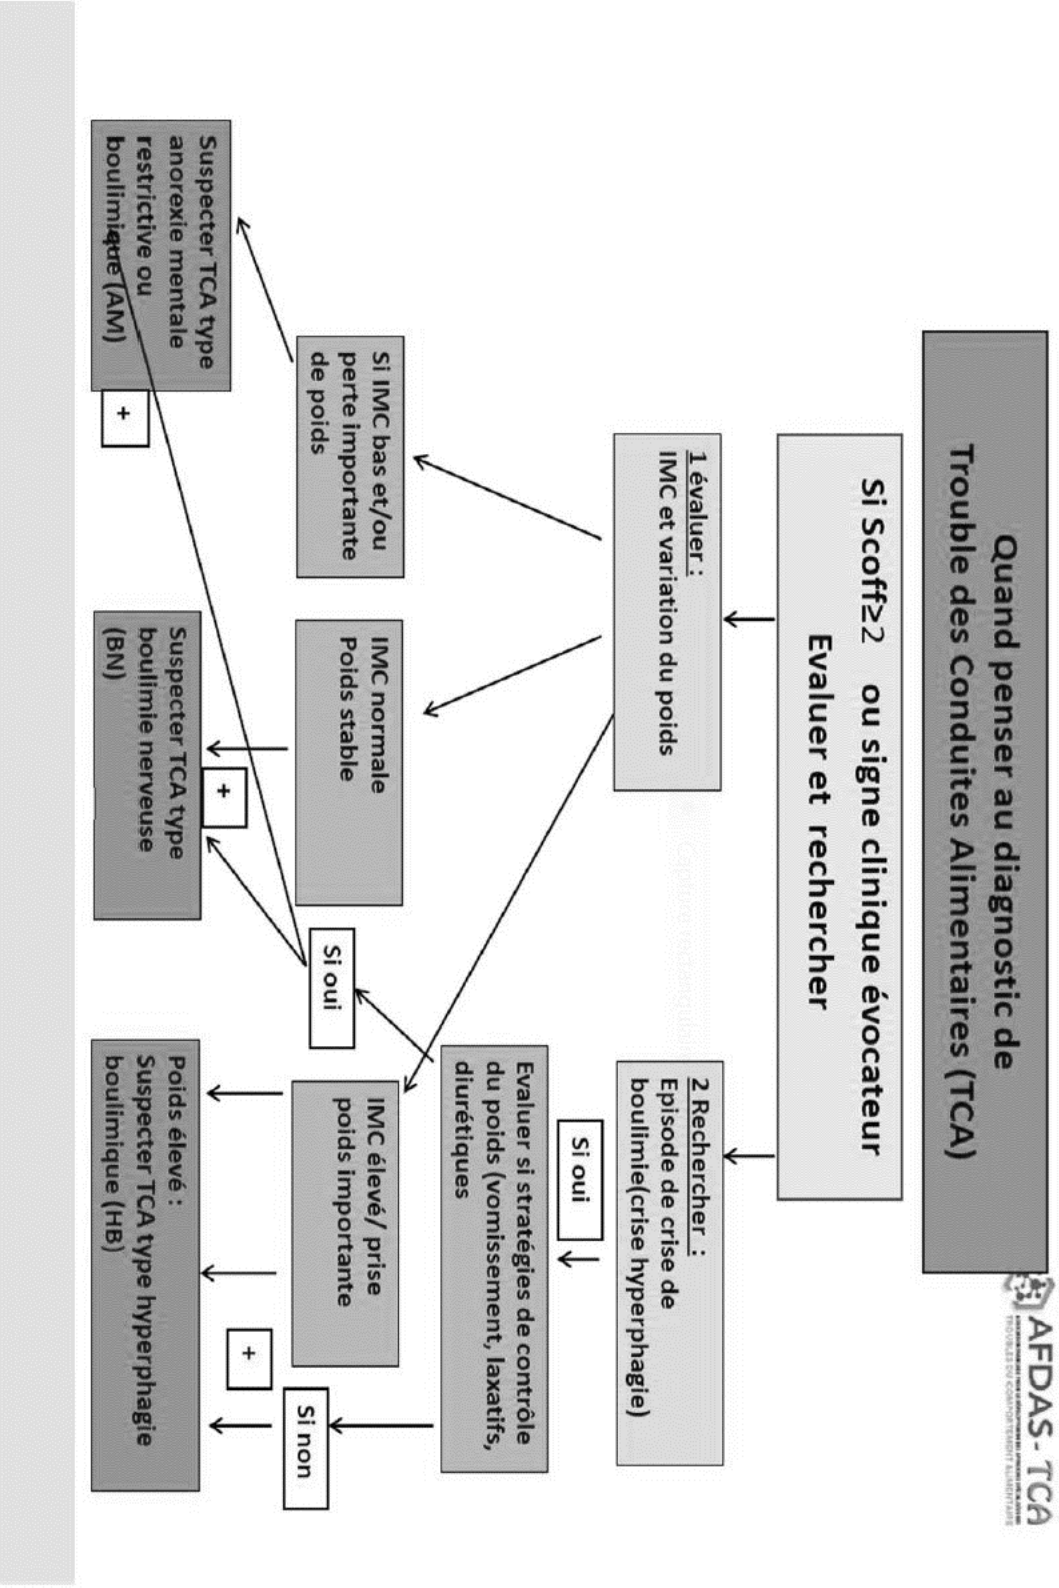 AFDAS- TCA
TROUBLES DU COMPORTEMENT ALIMENTAIRE
Quand penser au diagnostic de
Trouble des Conduites Alimentaires (TCA)
Si Scoff≥2 ou signe clinique évocateur
Evaluer et rechercher
1 évaluer :
IMC et variation du poids
2 Rechercher :
Episode de crise de
boulimie(crise hyperphagie)
Si oui
Evaluer si stratégies de contrôle
du poids (vomissement, laxatifs,
diurétiques
Si IMC bas et/ou
perte importante
de poids
IMC normale
Poids stable
Si oui
IMC élevé/ prise
poids importante
Si non
+
+
+
Suspecter TCA type
anorexie mentale
restrictive ou
boulimique (AM)
Suspecter TCA type
boulimie nerveuse
(BN)
Poids élevé :
Suspecter TCA type hyperphagie
boulimique (HB)